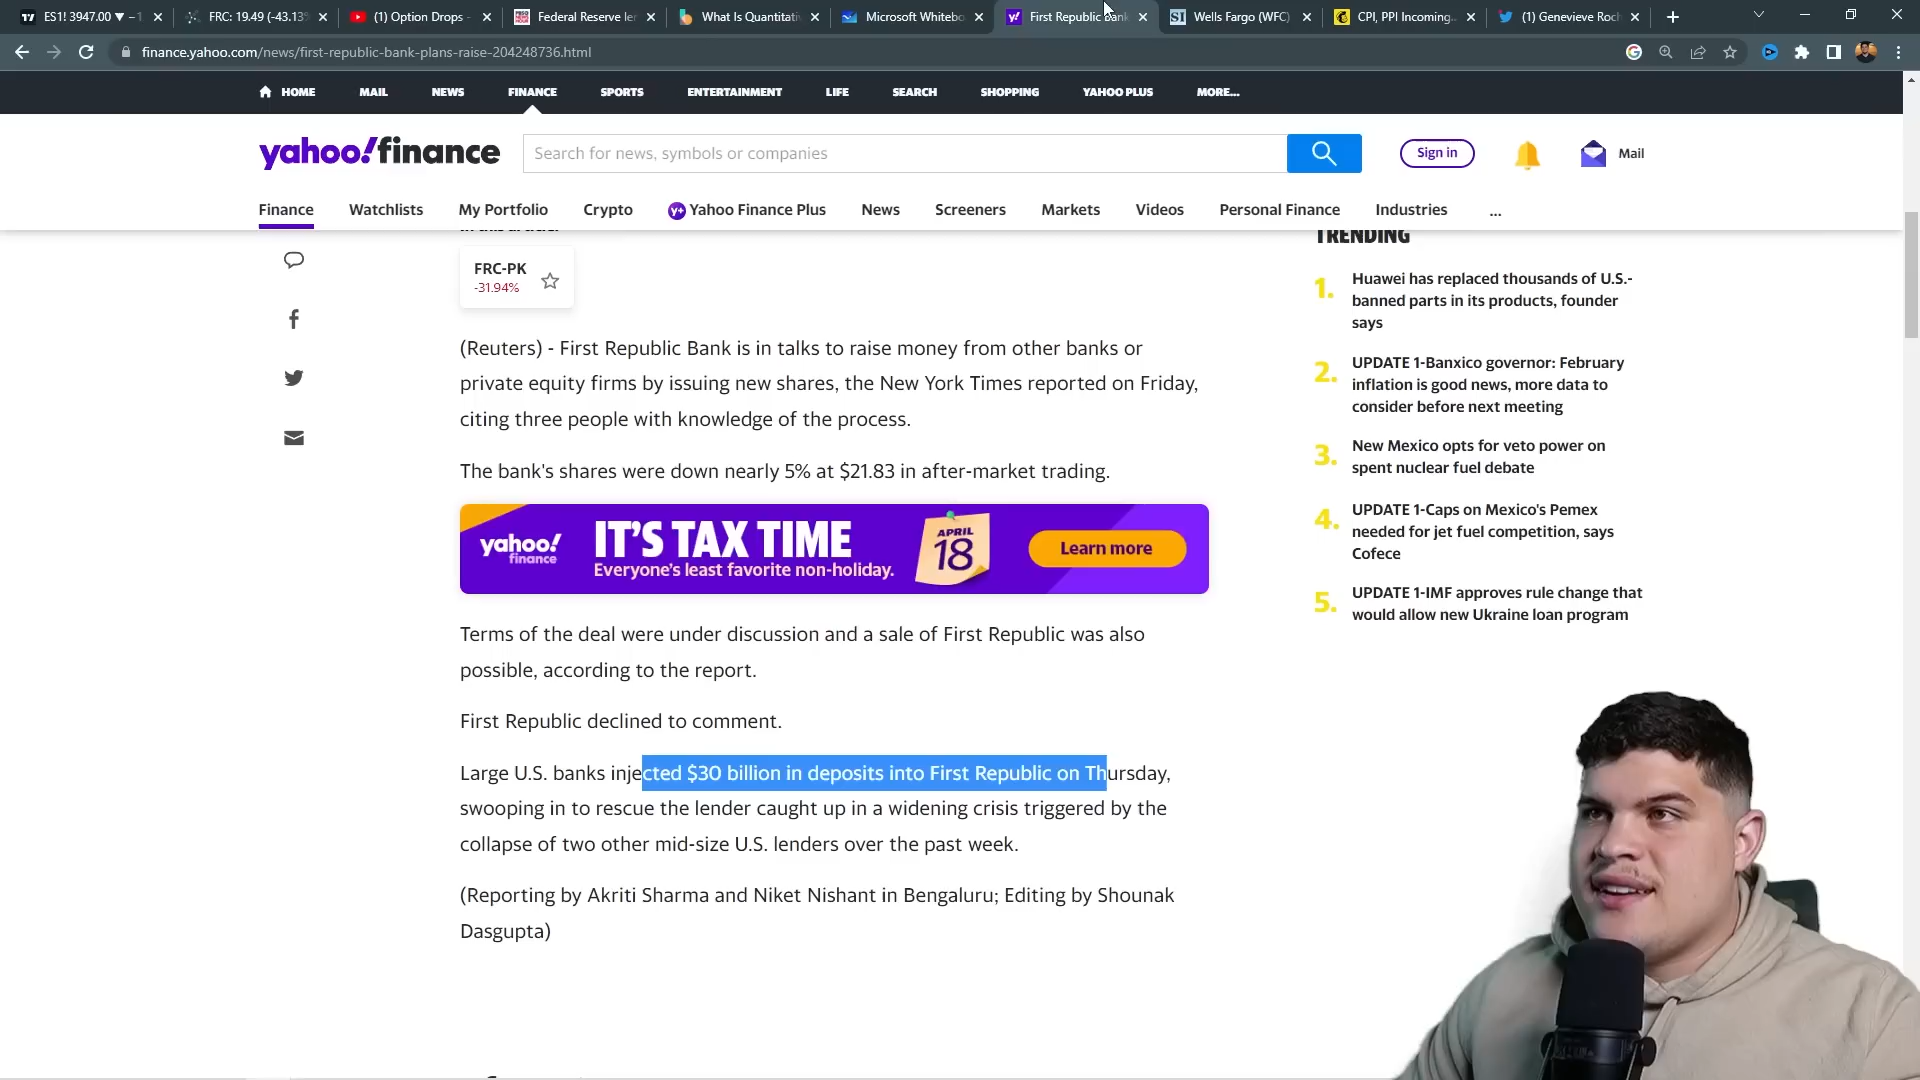 ES1! 3947.00 ▼ −1.
FRC: 19.49 (-43.13%
(1) Option Drops -
Federal Reserve len
What Is Quantitati
Microsoft Whitebo
First Republic Bank
Wells Fargo (WFC)
CPI, PPI Incoming...
(1) Genevieve Roch
finance.yahoo.com/news/first-republic-bank-plans-raise-204248736.html
HOME
MAIL
NEWS
FINANCE
SPORTS
ENTERTAINMENT
LIFE
SEARCH
SHOPPING
YAHOO PLUS
MORE...
yahoo!finance
Search for news, symbols or companies
Sign in
Mail
Finance
Watchlists
My Portfolio
Crypto
Yahoo Finance Plus
News
Screeners
Markets
Videos
Personal Finance
Industries
...
In this article:
FRC-PK
-31.94%
(Reuters) - First Republic Bank is in talks to raise money from other banks or
private equity firms by issuing new shares, the New York Times reported on Friday,
citing three people with knowledge of the process.
The bank's shares were down nearly 5% at $21.83 in after-market trading.
yahoo!
finance
IT'S TAX TIME
Everyone's least favorite non-holiday.
APRIL
18
Learn more
Terms of the deal were under discussion and a sale of First Republic was also
possible, according to the report.
First Republic declined to comment.
Large U.S. banks injected $30 billion in deposits into First Republic on Thursday,
swooping in to rescue the lender caught up in a widening crisis triggered by the
collapse of two other mid-size U.S. lenders over the past week.
(Reporting by Akriti Sharma and Niket Nishant in Bengaluru; Editing by Shounak
Dasgupta)
TRENDING
1. Huawei has replaced thousands of U.S.-
banned parts in its products, founder
says
2. UPDATE 1-Banxico governor: February
inflation is good news, more data to
consider before next meeting
3. New Mexico opts for veto power on
spent nuclear fuel debate
4. UPDATE 1-Caps on Mexico's Pemex
needed for jet fuel competition, says
Cofece
5. UPDATE 1-IMF approves rule change that
would allow new Ukraine loan program